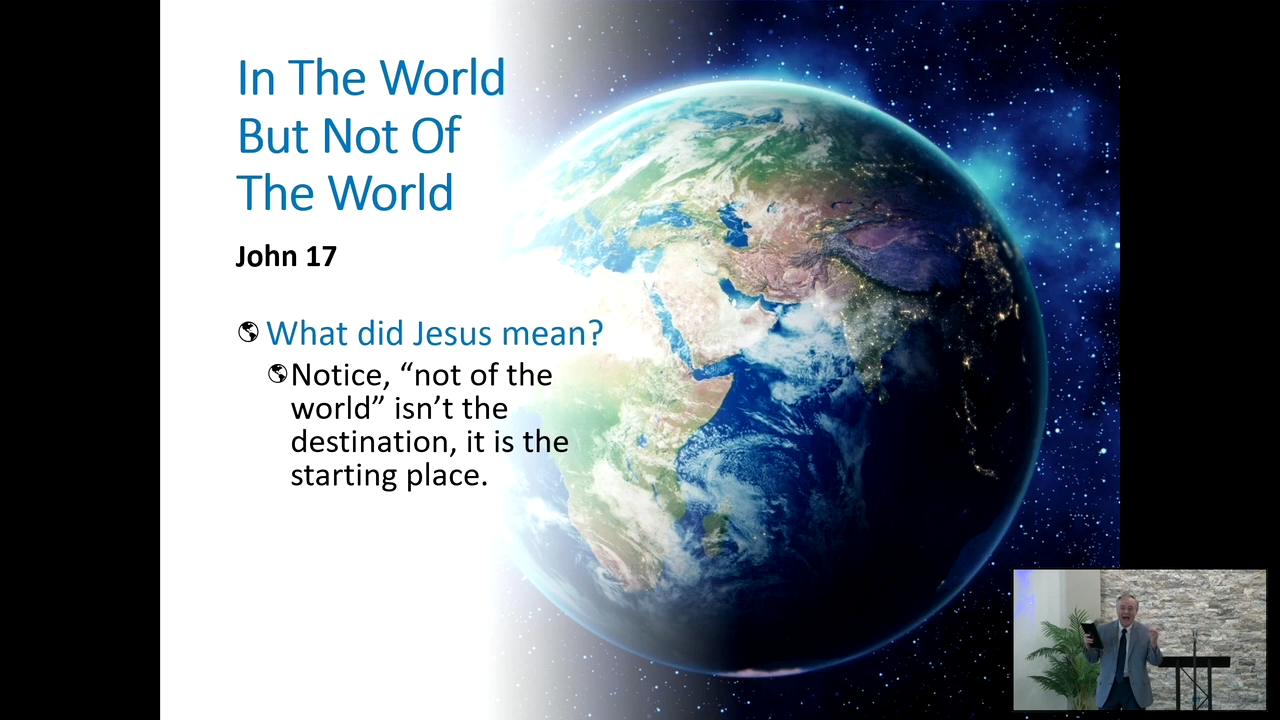 In The World
But Not Of
The World
John 17
What did Jesus mean?
Notice, “not of the
world” isn’t the
destination, it is the
starting place.